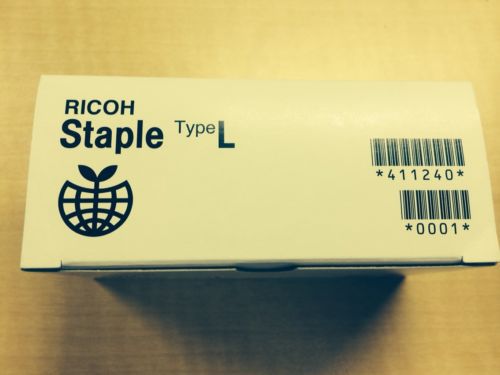 RICOH
Staple Type L
*411240*
*0001*